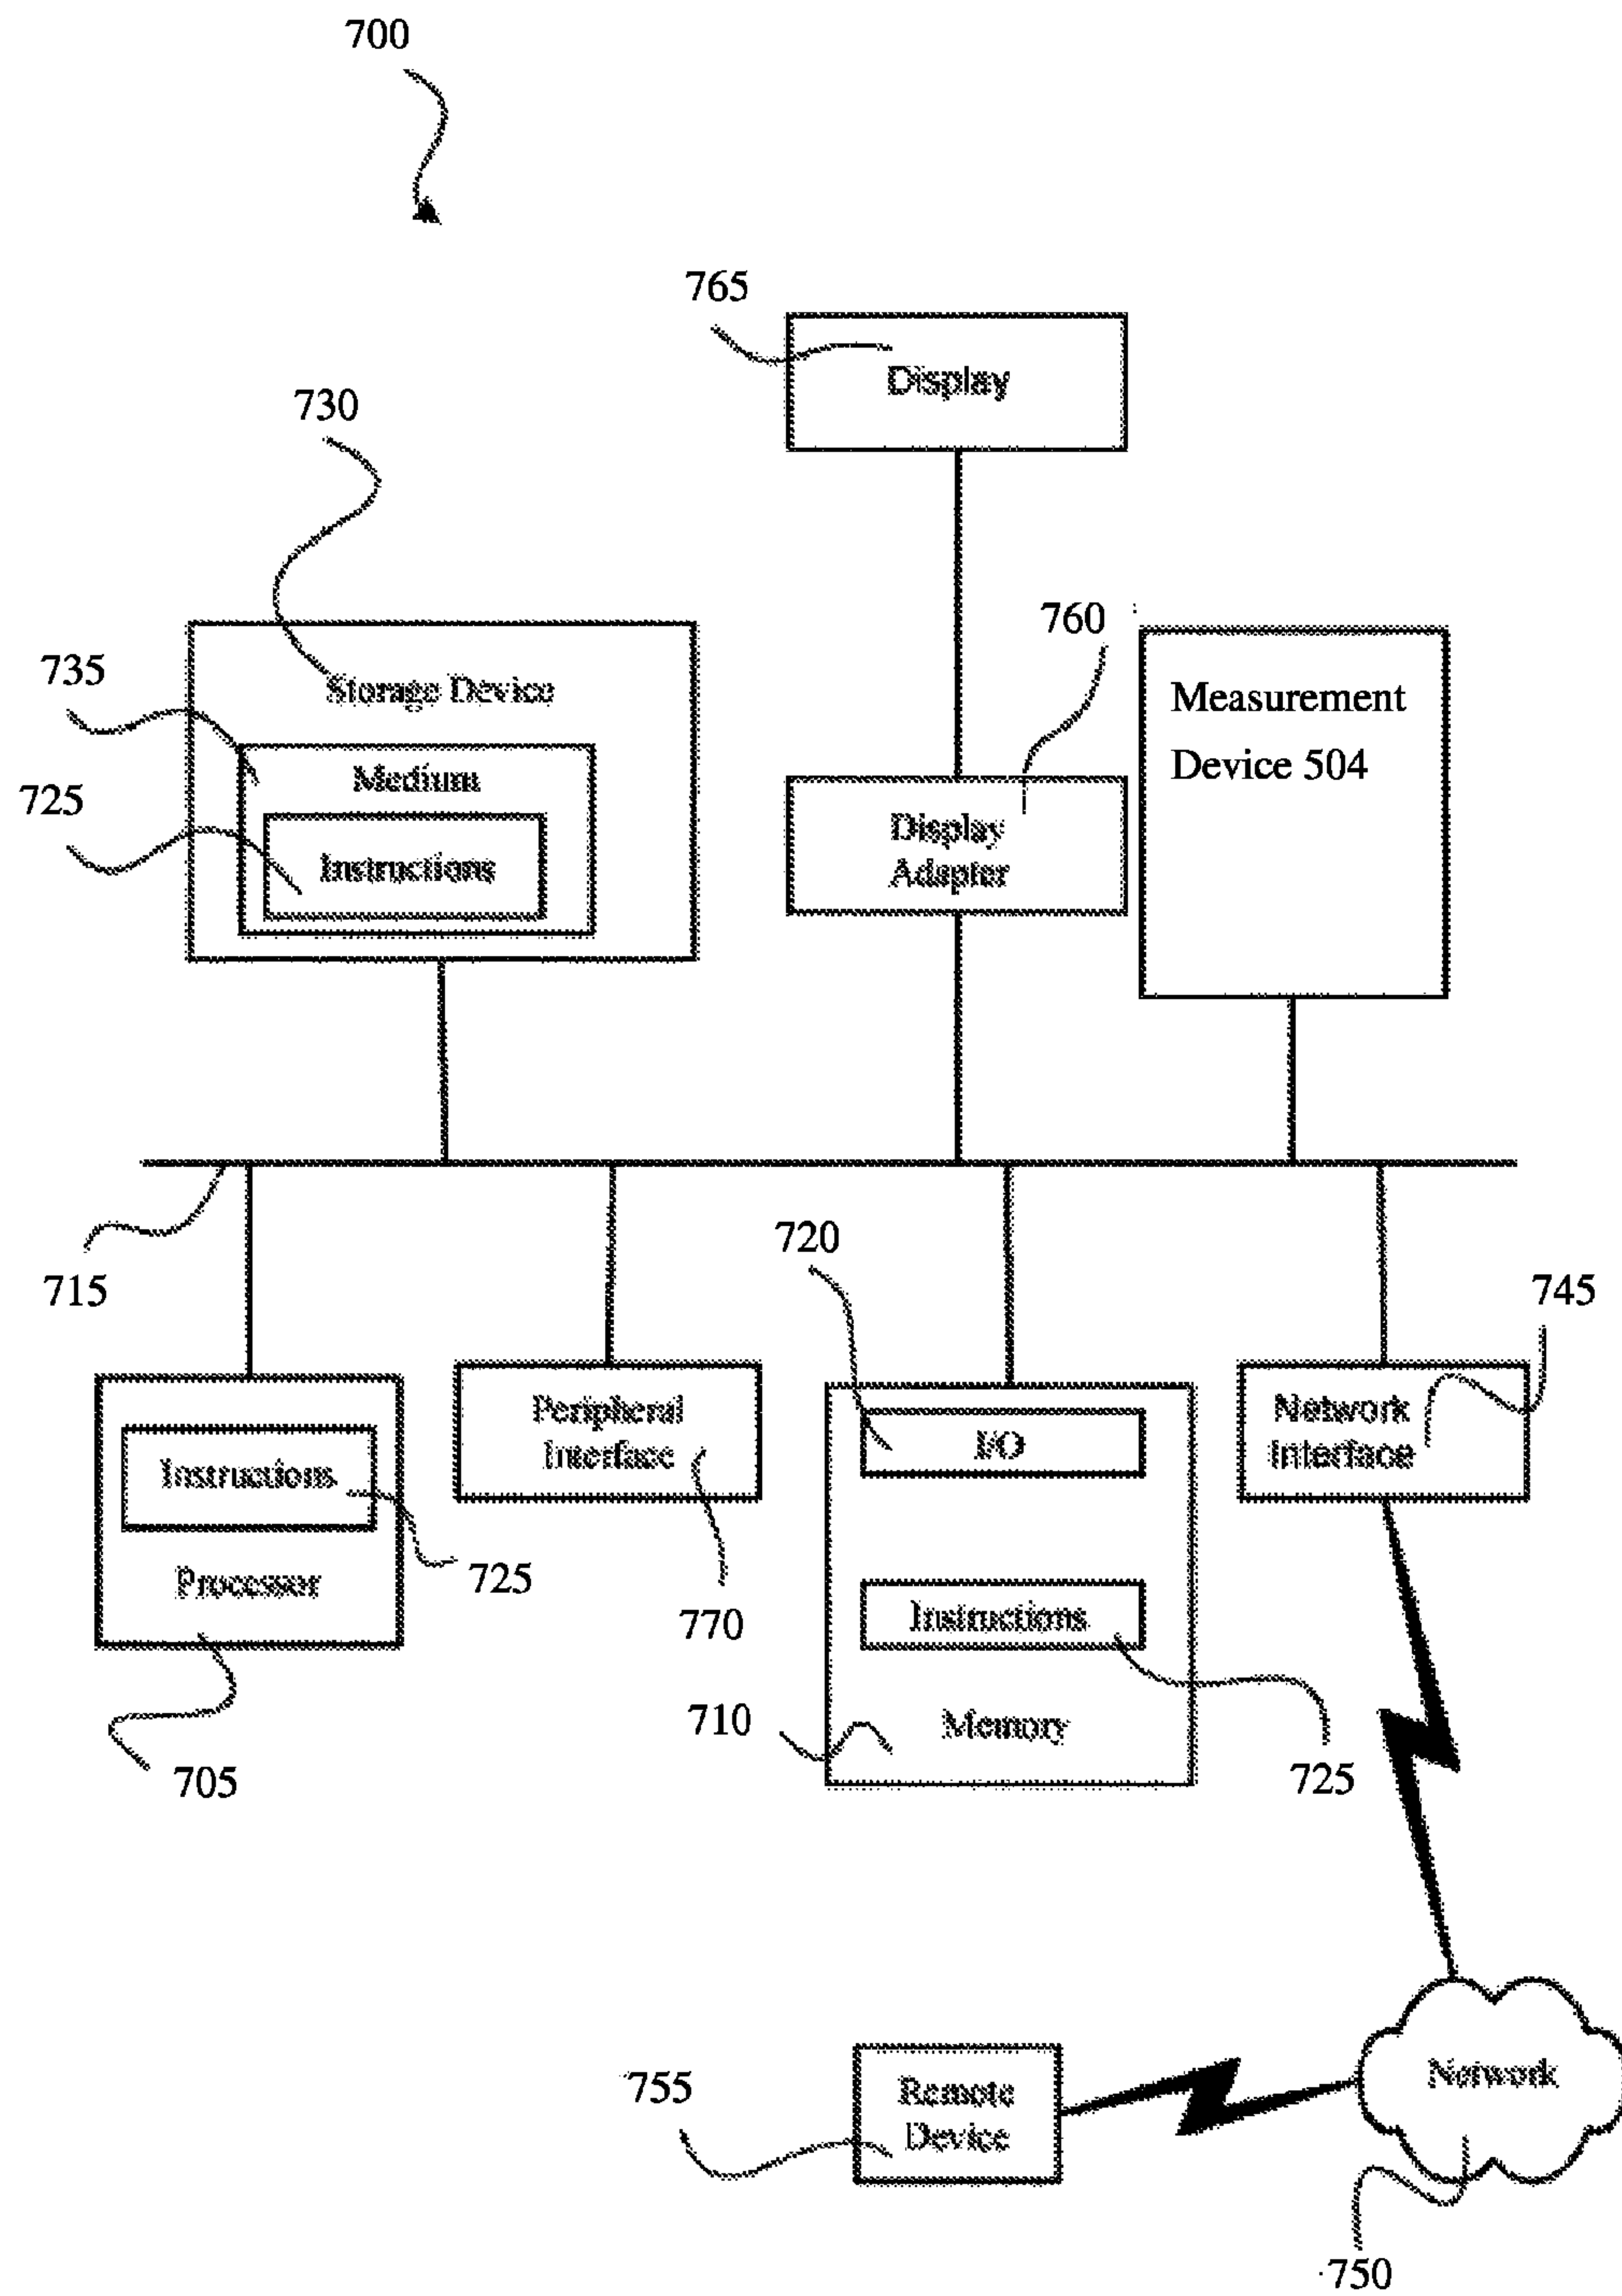 700
765
Display
730
760
735
Storage Device
Measurement
Device 504
Medium
725
Display
Adapter
Instructions
715
720
745
Peripheral
Interface
I/O
Network
Interface
Instructions
725
Processor
770
Instructions
710
Memory
705
725
755
Remote
Device
Network
750